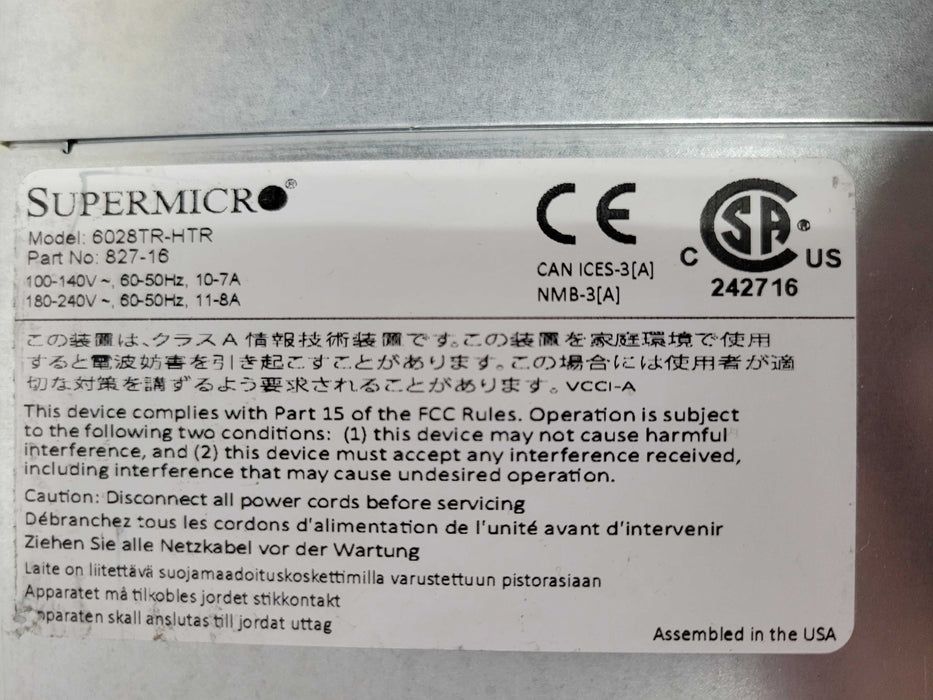 SUPERMICRO®
Model: 6028TR-HTR
Part No: 827-16
100-140V ~, 60-50Hz, 10-7A
180-240V ~, 60-50Hz, 11-8A
CE
CAN ICES-3[A]
NMB-3[A]
C SA® US
242716
この装置は、クラスA情報技術装置です。この装置を家庭環境で使用
すると電波妨害を引き起こすことがあります。この場合には使用者が適
切な対策を講ずるよう要求されることがあります。VCCI-A
This device complies with Part 15 of the FCC Rules. Operation is subject
to the following two conditions: (1) this device may not cause harmful
interference, and (2) this device must accept any interference received,
including interference that may cause undesired operation.
Caution: Disconnect all power cords before servicing
Débranchez tous les cordons d'alimentation de l'unité avant d'intervenir
Ziehen Sie alle Netzkabel vor der Wartung
Laite on liitettävä suojamaadoituskoskettimilla varustettuun pistorasiaan
Apparatet må tilkobles jordet stikkontakt
skall anslutas till jordat uttag
Assembled in the USA